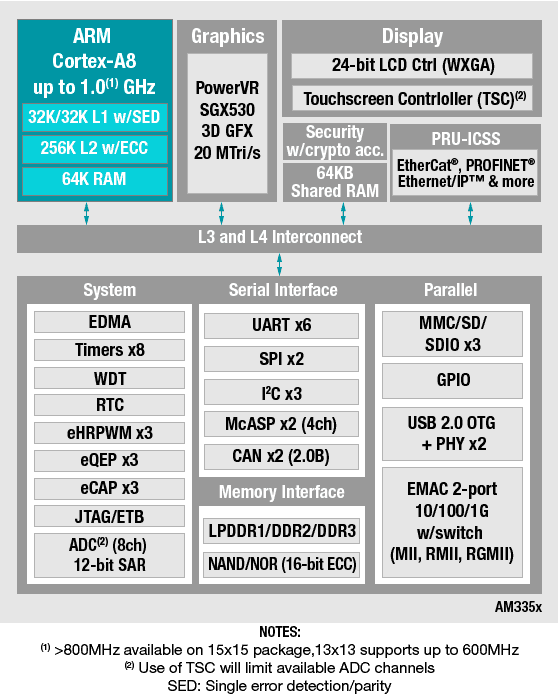 ARM
Cortex-A8
up to 1.0(1) GHz
32K/32K L1 w/SED
256K L2 w/ECC
64K RAM
Graphics
PowerVR
SGX530
3D GFX
20 MTri/s
Display
24-bit LCD Ctrl (WXGA)
Touchscreen Contrloller (TSC)(2)
Security
w/crypto acc.
64KB
Shared RAM
PRU-ICSS
EtherCat®, PROFINET®
Ethernet/IP™ & more
L3 and L4 Interconnect
System
EDMA
Timers x8
WDT
RTC
eHRPWM x3
eQEP x3
eCAP x3
JTAG/ETB
ADC(2) (8ch)
12-bit SAR
Serial Interface
UART x6
SPI x2
I2C x3
McASP x2 (4ch)
CAN x2 (2.0B)
Memory Interface
LPDDR1/DDR2/DDR3
NAND/NOR (16-bit ECC)
Parallel
MMC/SD/
SDIO x3
GPIO
USB 2.0 OTG
+ PHY x2
EMAC 2-port
10/100/1G
w/switch
(MII, RMII, RGMII)
AM335x
NOTES:
(1) >800MHz available on 15x15 package,13x13 supports up to 600MHz
(2) Use of TSC will limit available ADC channels
SED: Single error detection/parity